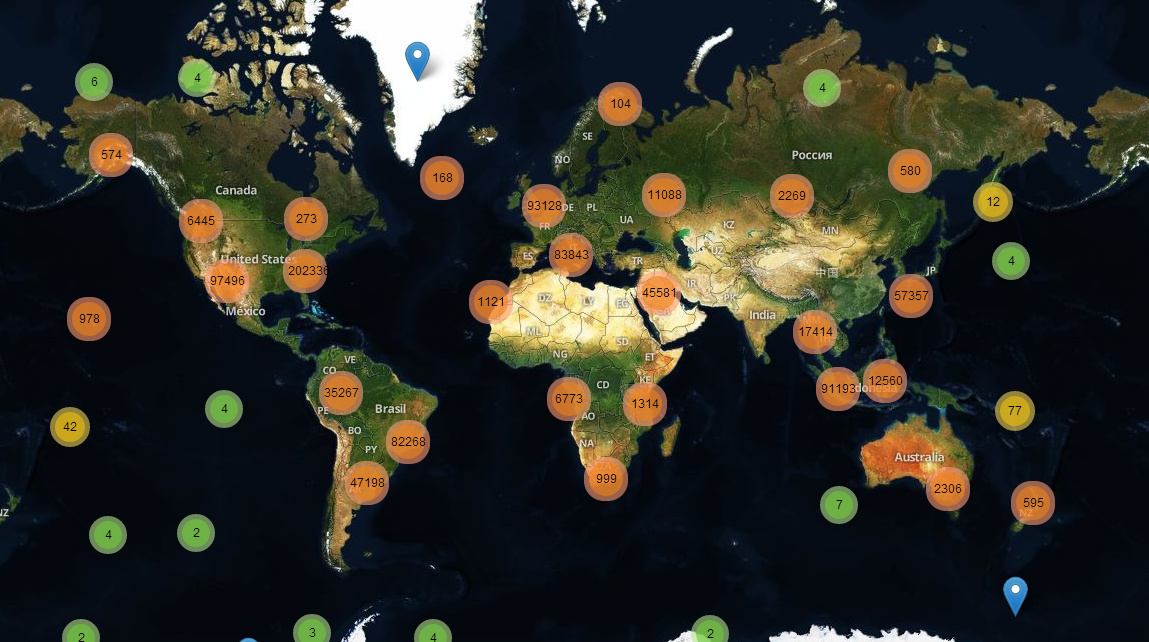 6
4
4
104
574
SE
NO
Россия
168
580
Canada
11088
2269
93128
DE
PL
12
6445
273
UA
FR
KZ
MN
United States
ES
83843
TR
UZ
4
202336
中国
JP
97496
IR
45581
57357
1121
DZ
LY
EG
PK
México
India
978
17414
ML
SD
NG
ET
VE
CO
35267
CD
KE
91193
12560
6773
1314
4
PE
Brasil
77
AO
42
BO
82268
NA
PY
Australia
47198
999
2306
7
595
NZ
4
2
2
3
4
2